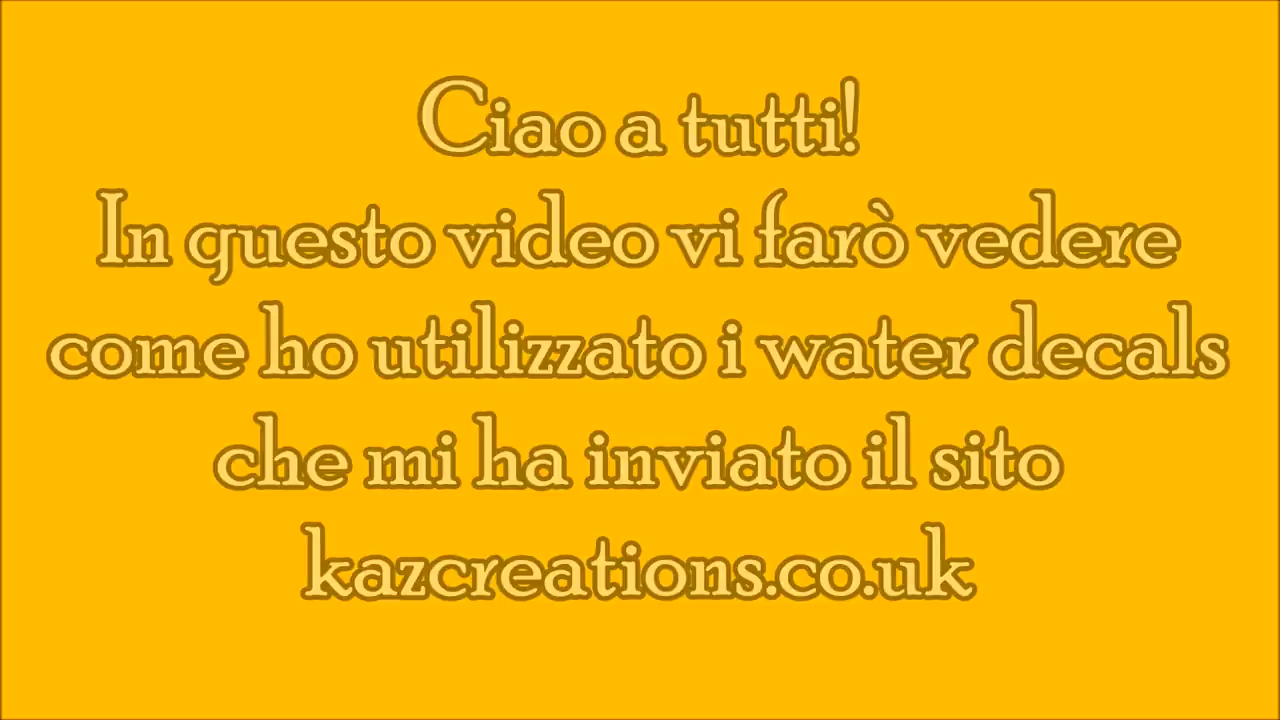 Ciao a tutti!
In questo video vi farò vedere
come ho utilizzato i water decals
che mi ha inviato il sito
kazcreations.co.uk